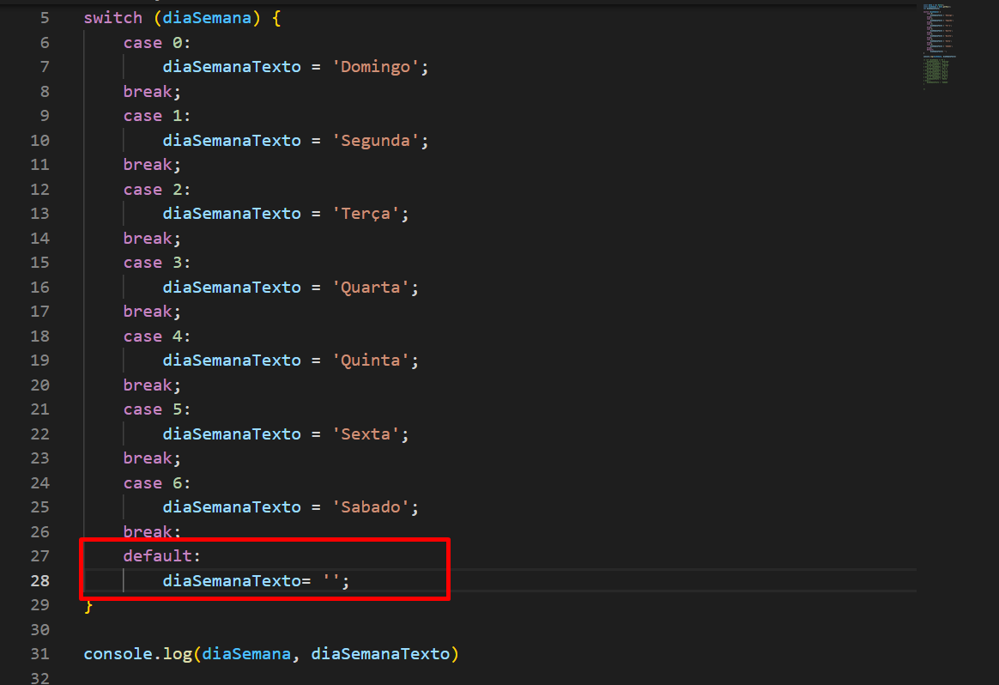 5 switch (diaSemana) {
6 case 0:
7 diaSemanaTexto = 'Domingo';
8 break;
9 case 1:
10 diaSemanaTexto = 'Segunda';
11 break;
12 case 2:
13 diaSemanaTexto = 'Terça';
14 break;
15 case 3:
16 diaSemanaTexto = 'Quarta';
17 break;
18 case 4:
19 diaSemanaTexto = 'Quinta';
20 break;
21 case 5:
22 diaSemanaTexto = 'Sexta';
23 break;
24 case 6:
25 diaSemanaTexto = 'Sabado';
26 break;
27 default:
28 diaSemanaTexto= '';
29 }
30
31 console.log(diaSemana, diaSemanaTexto)
32